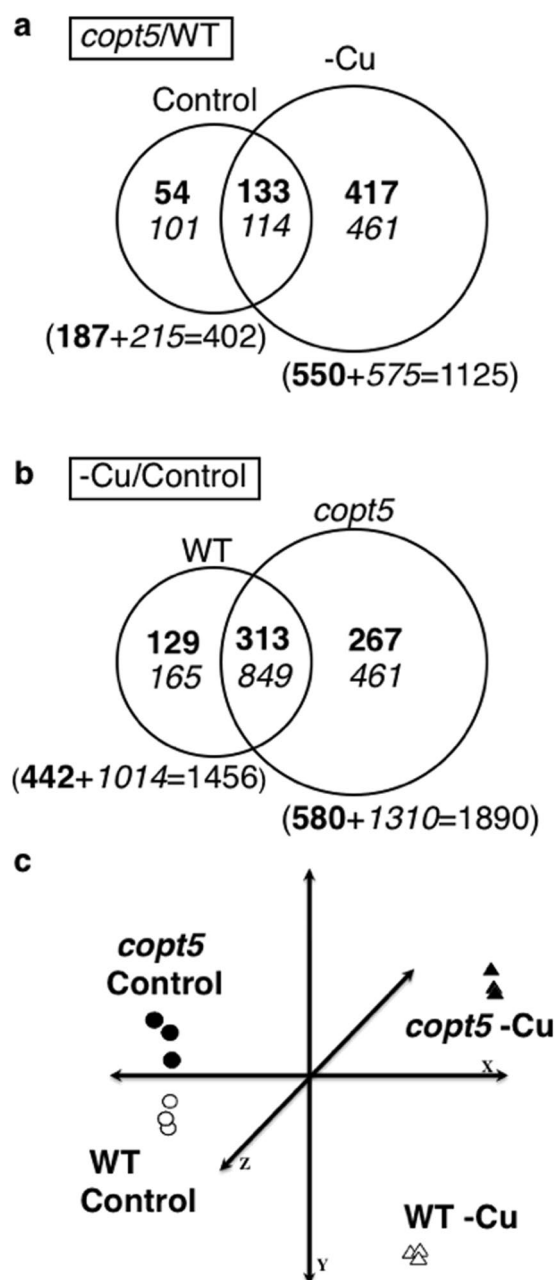 a
copt5/WT
-Cu
Control
54 133 417
101 114 461
(187+215=402)
(550+575=1125)
b
-Cu/Control
copt5
WT
129 313 267
165 849 461
(442+1014=1456)
(580+1310=1890)
c
copt5
Control
copt5 -Cu
X
Z
WT
Control
WT -Cu
Y